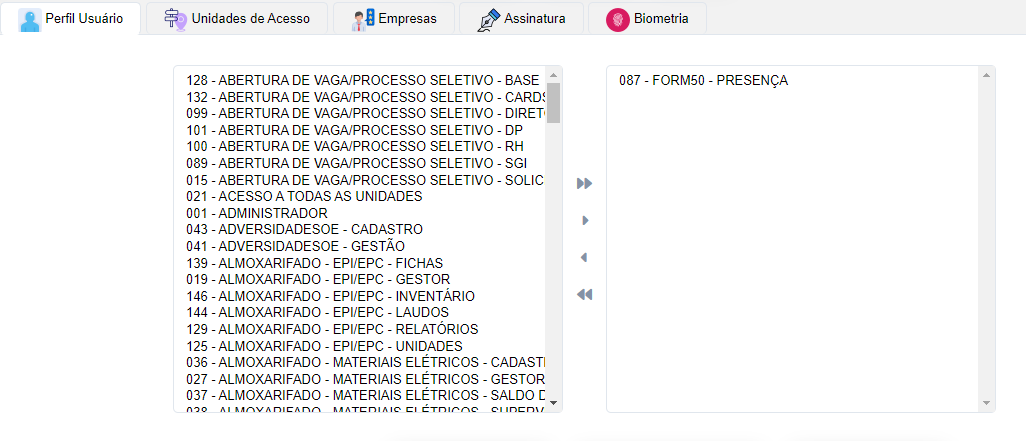 Perfil Usuário
Unidades de Acesso
Empresas
Assinatura
Biometria
128 - ABERTURA DE VAGA/PROCESSO SELETIVO - BASE
132 - ABERTURA DE VAGA/PROCESSO SELETIVO - CARDS
099 - ABERTURA DE VAGA/PROCESSO SELETIVO - DIRETO
101 - ABERTURA DE VAGA/PROCESSO SELETIVO - DP
100 - ABERTURA DE VAGA/PROCESSO SELETIVO - RH
089 - ABERTURA DE VAGA/PROCESSO SELETIVO - SGI
015 - ABERTURA DE VAGA/PROCESSO SELETIVO - SOLIC
021 - ACESSO A TODAS AS UNIDADES
001 - ADMINISTRADOR
043 - ADVERSIDADESOE - CADASTRO
041 - ADVERSIDADESOE - GESTÃO
139 - ALMOXARIFADO - EPI/EPC - FICHAS
019 - ALMOXARIFADO - EPI/EPC - GESTOR
146 - ALMOXARIFADO - EPI/EPC - INVENTÁRIO
144 - ALMOXARIFADO - EPI/EPC - LAUDOS
129 - ALMOXARIFADO - EPI/EPC - RELATÓRIOS
125 - ALMOXARIFADO - EPI/EPC - UNIDADES
036 - ALMOXARIFADO - MATERIAIS ELÉTRICOS - CADAST
027 - ALMOXARIFADO - MATERIAIS ELÉTRICOS - GESTOR
037 - ALMOXARIFADO - MATERIAIS ELÉTRICOS - SALDO D
038 - ALMOXARIFADO - MATERIAIS ELÉTRICOS - SUPERV
087 - FORM50 - PRESENÇA